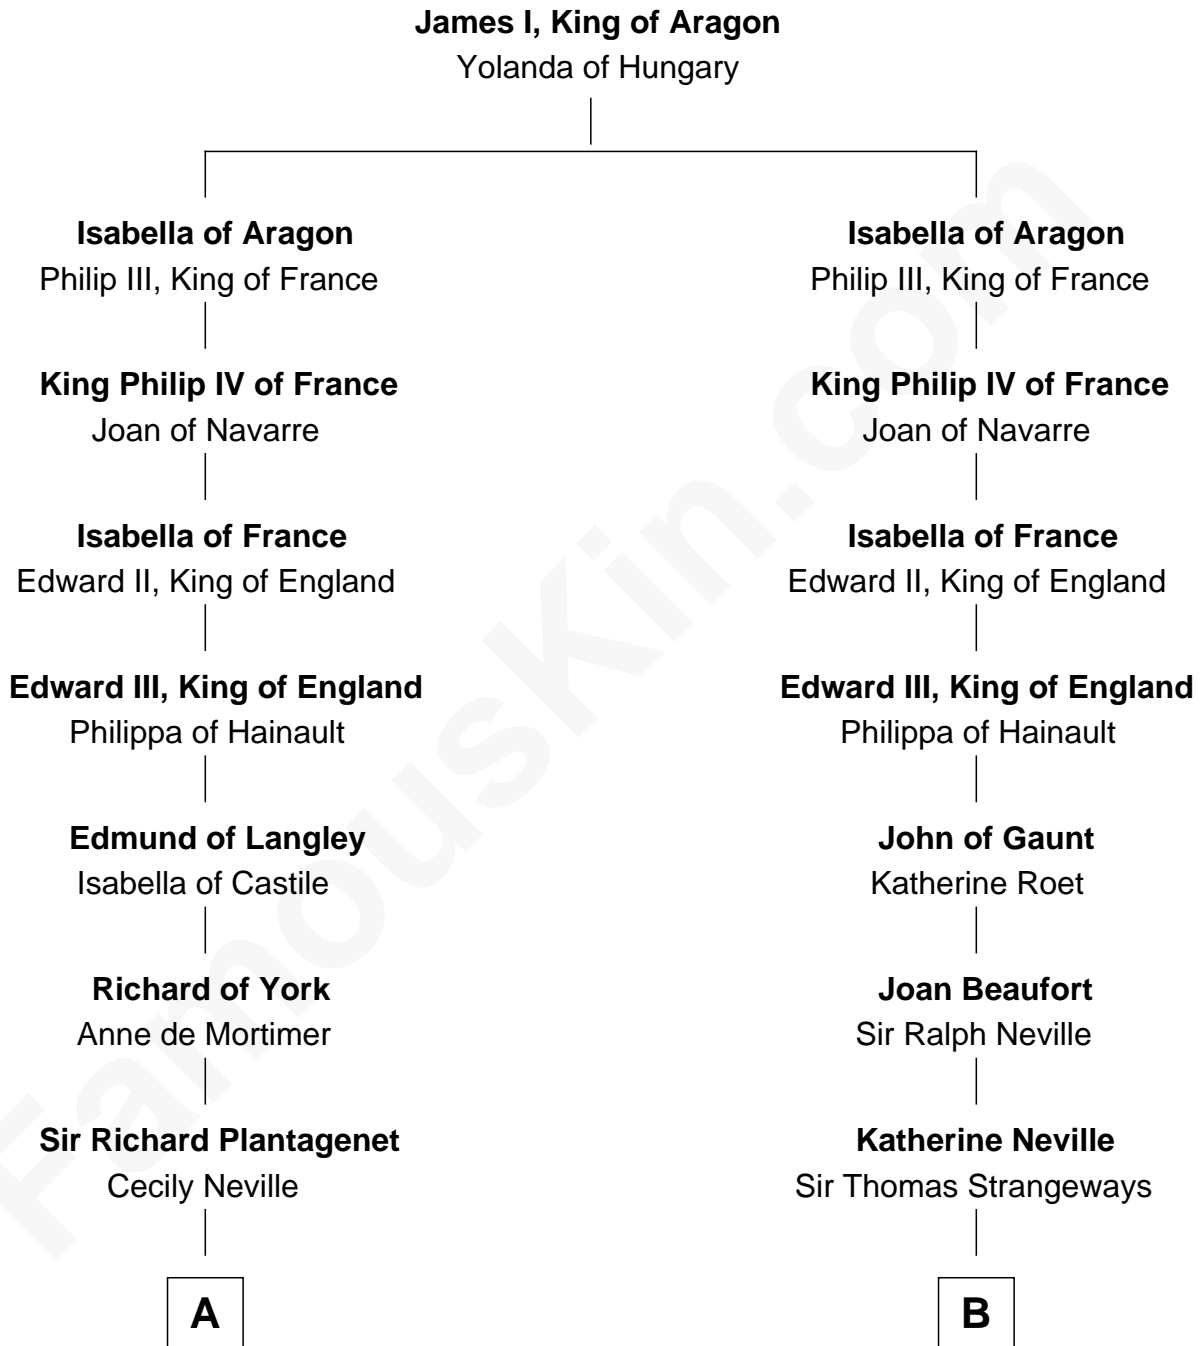 James I, King of Aragon
Yolanda of Hungary
Isabella of Aragon
Philip III, King of France
King Philip IV of France
Joan of Navarre
Isabella of France
Edward II, King of England
Edward III, King of England
Philippa of Hainault
Edmund of Langley
Isabella of Castile
Richard of York
Anne de Mortimer
Sir Richard Plantagenet
Cecily Neville
A
Isabella of Aragon
Philip III, King of France
King Philip IV of France
Joan of Navarre
Isabella of France
Edward II, King of England
Edward III, King of England
Philippa of Hainault
John of Gaunt
Katherine Roet
Joan Beaufort
Sir Ralph Neville
Katherine Neville
Sir Thomas Strangeways
B
FamousKin.com